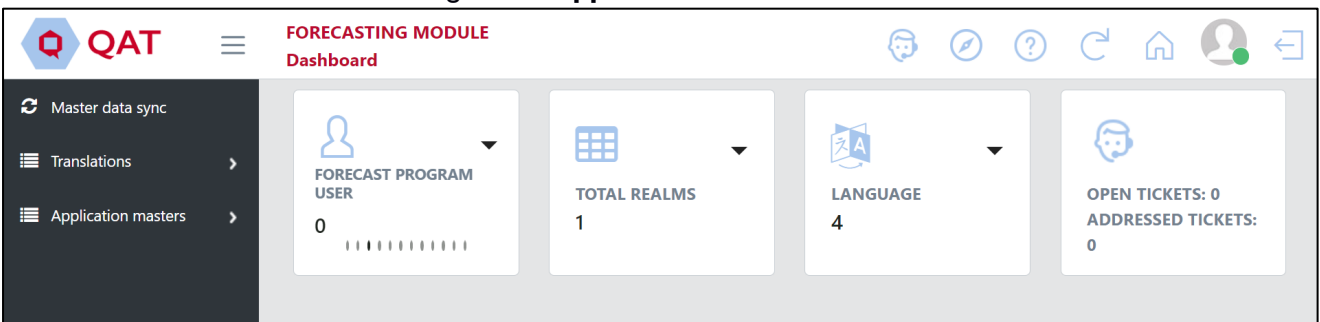 QAT
FORECASTING MODULE
Dashboard
Master data sync
Translations
Application masters
FORECAST PROGRAM
USER
0
TOTAL REALMS
1
LANGUAGE
4
OPEN TICKETS: 0
ADDRESSED TICKETS:
0